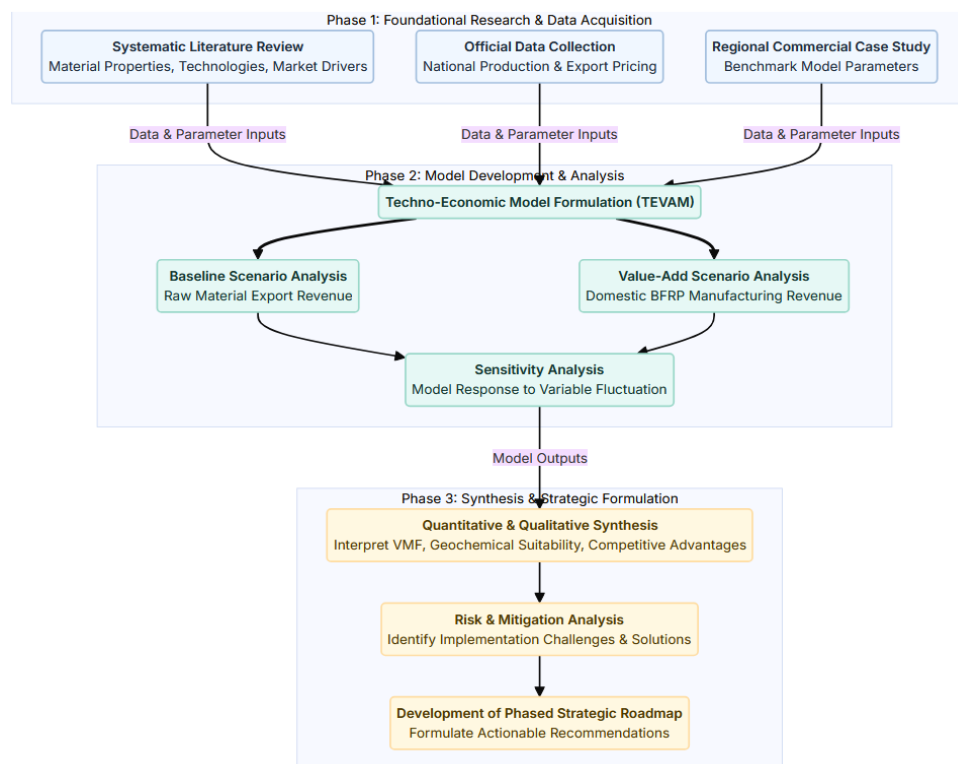 Phase 1: Foundational Research & Data Acquisition
Systematic Literature Review
Material Properties, Technologies, Market Drivers
Official Data Collection
National Production & Export Pricing
Regional Commercial Case Study
Benchmark Model Parameters
Data & Parameter Inputs
Data & Parameter Inputs
Data & Parameter Inputs
Phase 2: Model Development & Analysis
Techno-Economic Model Formulation (TEVAM)
Baseline Scenario Analysis
Raw Material Export Revenue
Value-Add Scenario Analysis
Domestic BFRP Manufacturing Revenue
Sensitivity Analysis
Model Response to Variable Fluctuation
Model Outputs
Phase 3: Synthesis & Strategic Formulation
Quantitative & Qualitative Synthesis
Interpret VMF, Geochemical Suitability, Competitive Advantages
Risk & Mitigation Analysis
Identify Implementation Challenges & Solutions
Development of Phased Strategic Roadmap
Formulate Actionable Recommendations